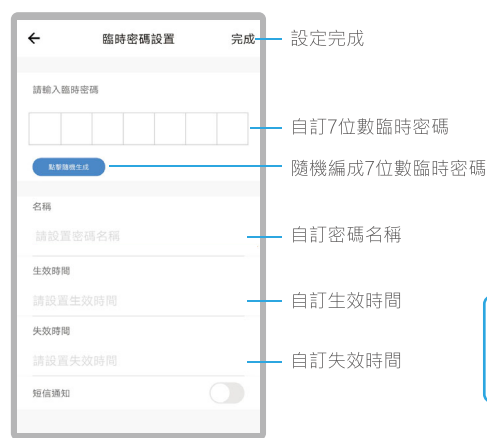 臨時密碼設置
完成
設定完成
請輸入臨時密碼
自訂7位數臨時密碼
點擊隨機生成
隨機編成7位數臨時密碼
名稱
請設置密碼名稱
自訂密碼名稱
生效時間
請設置生效時間
自訂生效時間
失效時間
請設置失效時間
自訂失效時間
短信通知